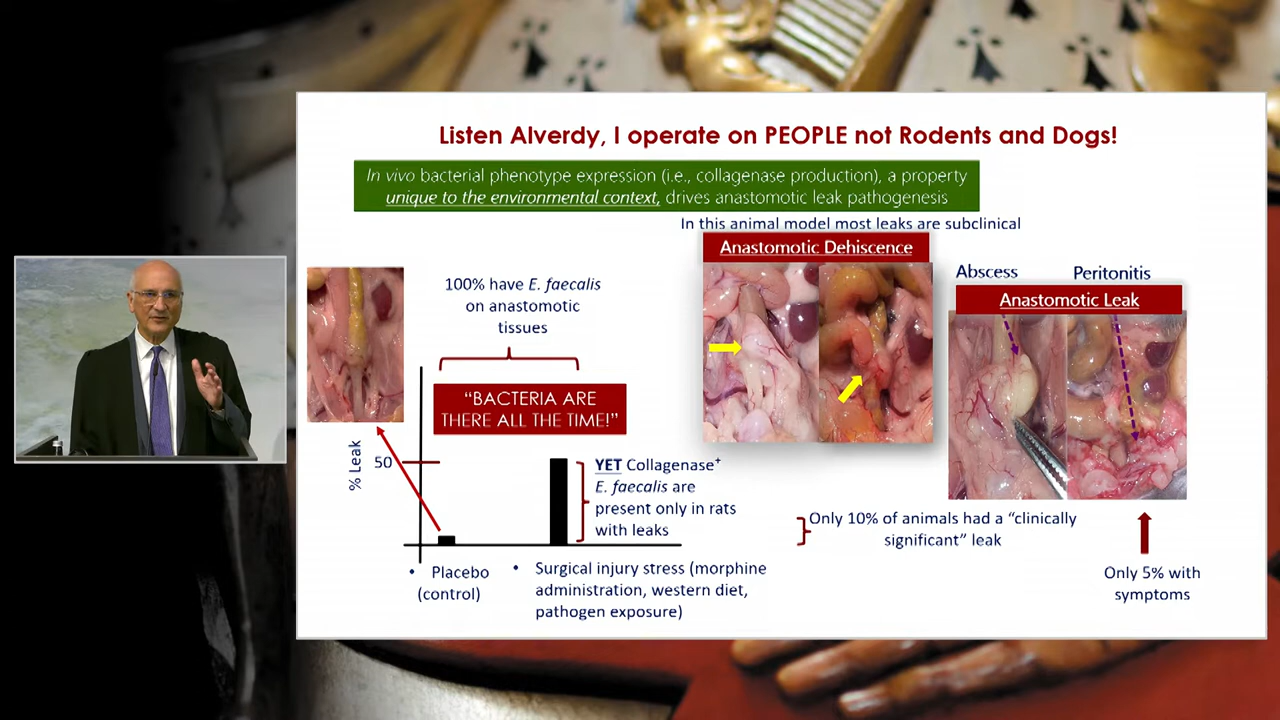 Listen Alverdy, I operate on PEOPLE not Rodents and Dogs!
In vivo bacterial phenotype expression (i.e., collagenase production), a property
unique to the environmental context, drives anastomotic leak pathogenesis
In this animal model most leaks are subclinical
Anastomotic Dehiscence
Abscess
Peritonitis
Anastomotic Leak
100% have E. faecalis
on anastomotic
tissues
"BACTERIA ARE
THERE ALL THE TIME!"
% Leak
50
YET Collagenase+
E. faecalis are
present only in rats
with leaks
Only 10% of animals had a "clinically
significant" leak
• Placebo
(control)
• Surgical injury stress (morphine
administration, western diet,
pathogen exposure)
Only 5% with
symptoms